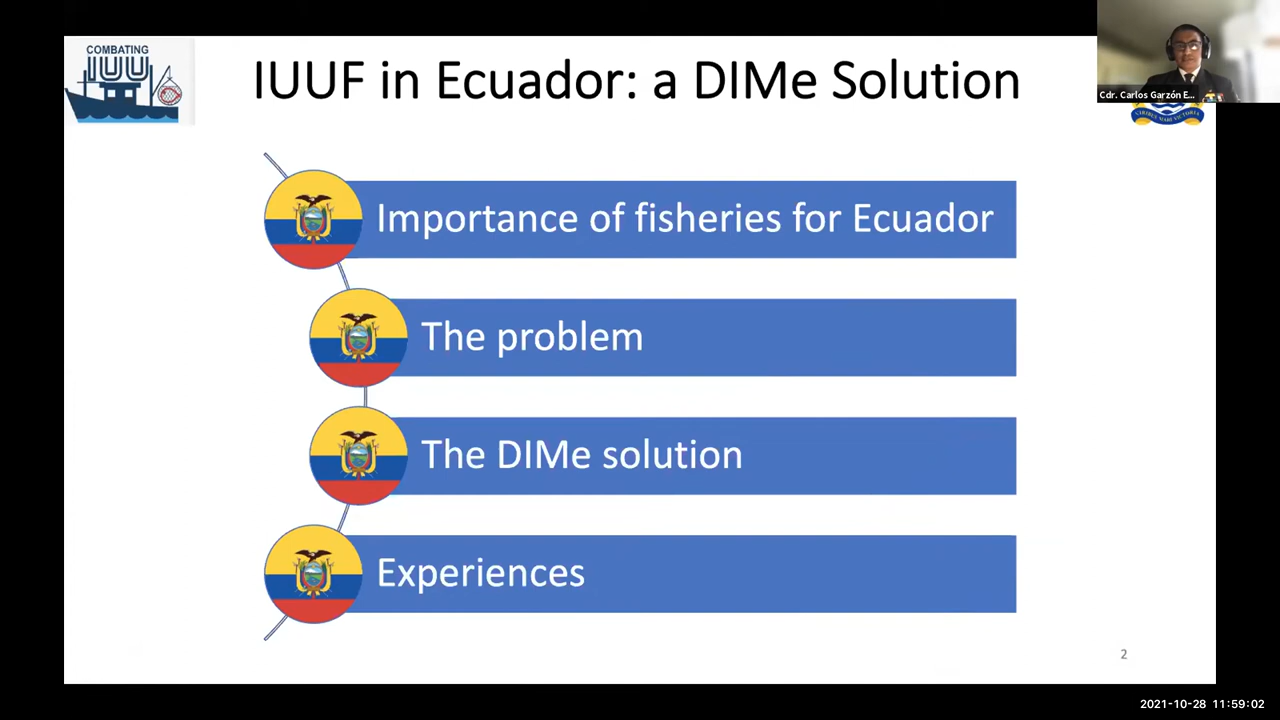 COMBATING
IUU
IUUF in Ecuador: a DIMe Solution
Cdr. Carlos Garzón E...
Importance of fisheries for Ecuador
The problem
The DIMe solution
Experiences
2
2021-10-28 11:59:02